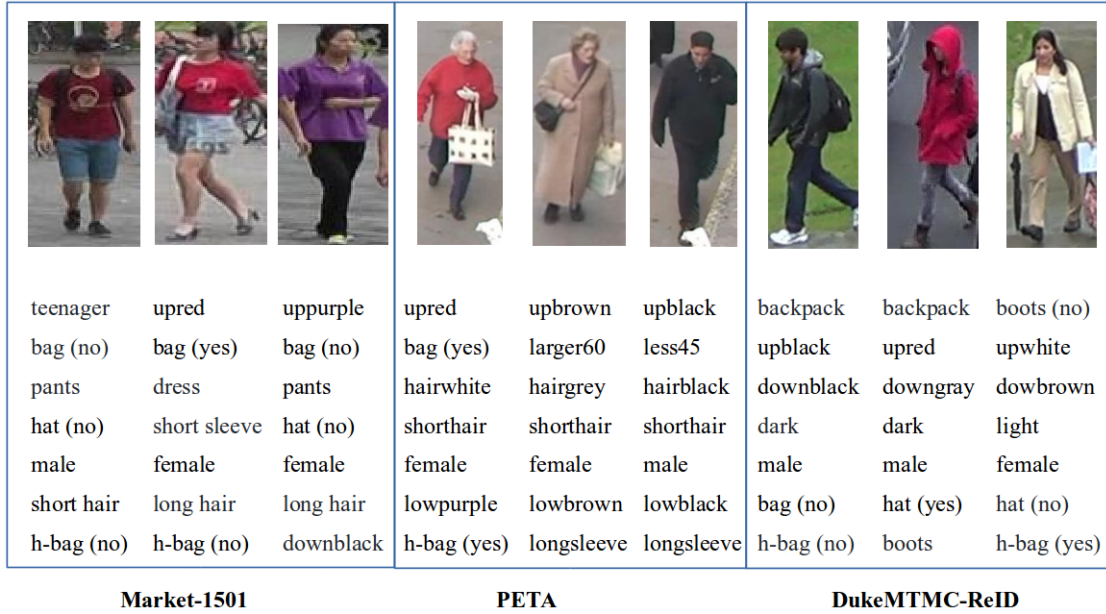 teenager upred uppurple upred upbrown upblack backpack backpack boots (no)
bag (no) bag (yes) bag (no) bag (yes) larger60 less45 upblack upred upwhite
pants dress pants hairwhite hairgrey hairblack downblack downgray dowbrown
hat (no) short sleeve hat (no) shorthair shorthair shorthair dark dark light
male female female female female male male male female
short hair long hair long hair lowpurple lowbrown lowblack bag (no) hat (yes) hat (no)
h-bag (no) h-bag (no) downblack h-bag (yes) longsleeve longsleeve h-bag (no) boots h-bag (yes)
Market-1501 PETA DukeMTMC-ReID